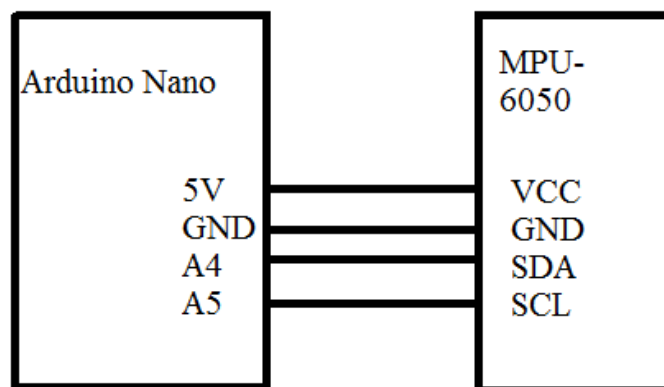 Arduino Nano
5V
GND
A4
A5
MPU-
6050
VCC
GND
SDA
SCL